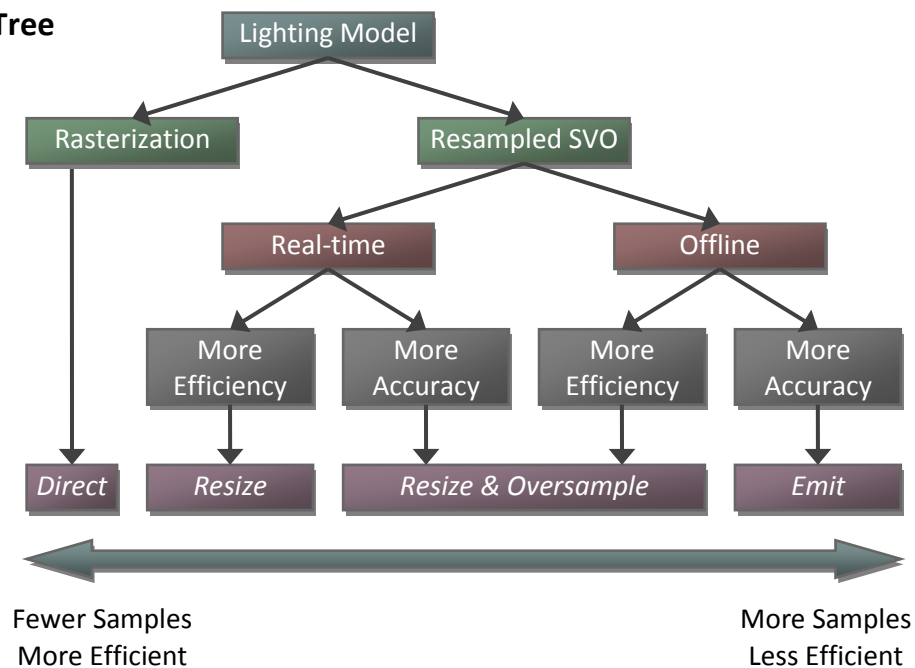 Tree
Lighting Model
Rasterization
Resampled SVO
Real-time
Offline
More
Efficiency
More
Accuracy
More
Efficiency
More
Accuracy
Direct
Resize
Resize & Oversample
Emit
Fewer Samples
More Efficient
More Samples
Less Efficient